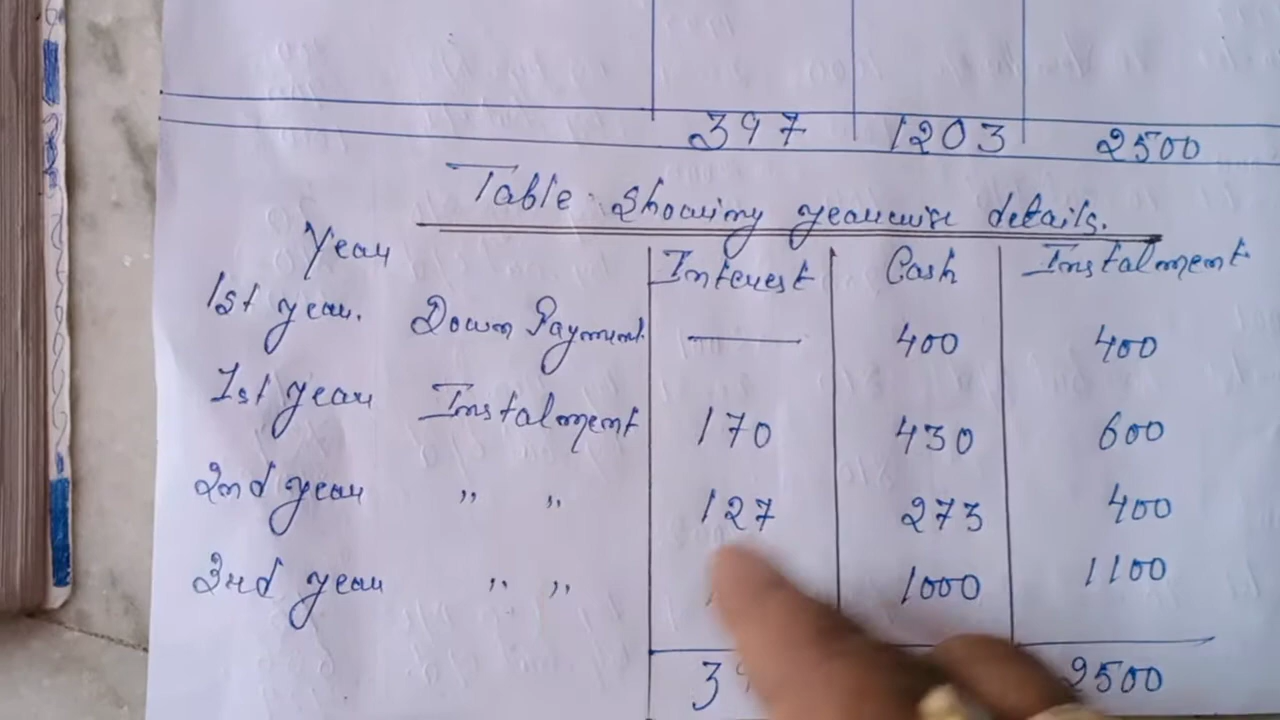 397 1203 2500
Table Showing yearwise details.
Year Interest Cash Instalment
1st year. Down Payment. — 400 400
1st year Instalment 170 430 600
2nd year ,, ,, 127 273 400
3rd year ,, ,, 1000 1100
2500